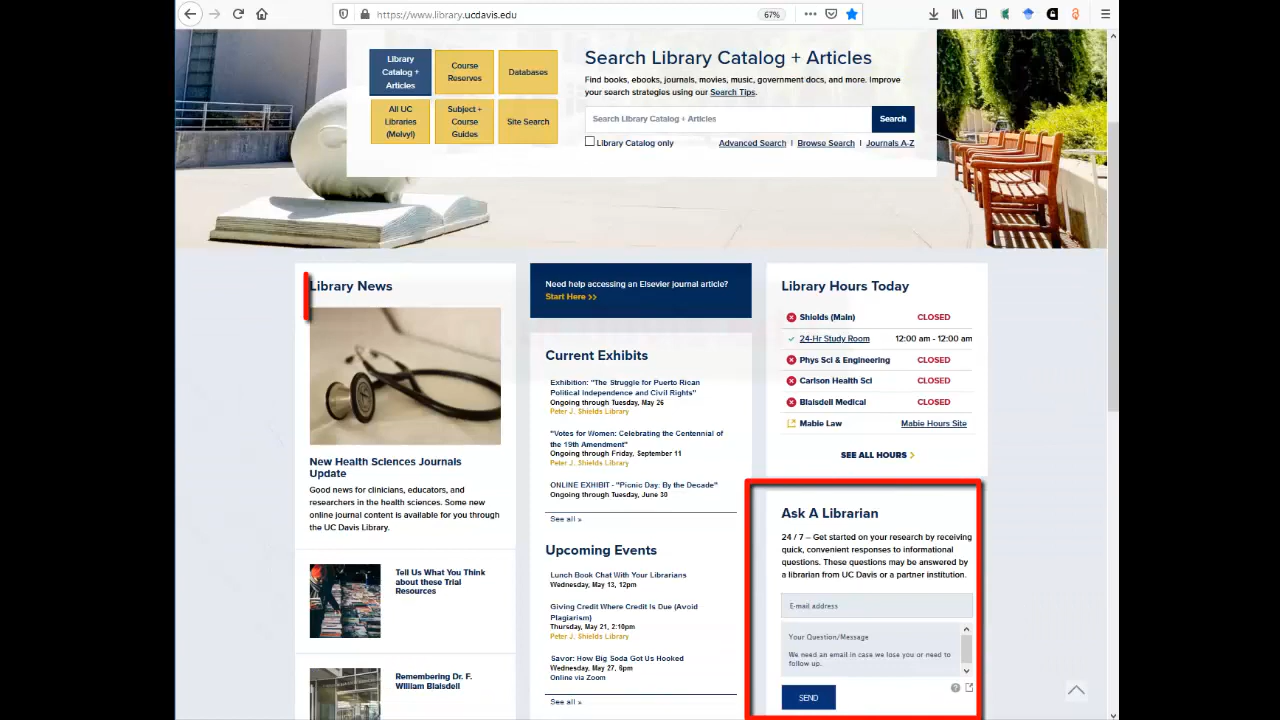 https://www.library.ucdavis.edu
67%
Library
Catalog +
Articles
Course
Reserves
Databases
All UC
Libraries
(Melvyl)
Subject +
Course
Guides
Site Search
Search Library Catalog + Articles
Find books, ebooks, journals, movies, music, government docs, and more. Improve
your search strategies using our Search Tips.
Search Library Catalog + Articles
Search
Library Catalog only
Advanced Search | Browse Search | Journals A-Z
Library News
New Health Sciences Journals
Update
Good news for clinicians, educators, and
researchers in the health sciences. Some new
online journal content is available for you through
the UC Davis Library.
Tell Us What You Think
about these Trial
Resources
Remembering Dr. F.
William Blaisdell
Need help accessing an Elsevier journal article?
Start Here >>
Current Exhibits
Exhibition: "The Struggle for Puerto Rican
Political Independence and Civil Rights"
Ongoing through Tuesday, May 26
Peter J. Shields Library
"Votes for Women: Celebrating the Centennial of
the 19th Amendment"
Ongoing through Friday, September 11
Peter J. Shields Library
ONLINE EXHIBIT - "Picnic Day: By the Decade"
Ongoing through Tuesday, June 30
See all »
Upcoming Events
Lunch Book Chat With Your Librarians
Wednesday, May 13, 12pm
Giving Credit Where Credit Is Due (Avoid
Plagiarism)
Thursday, May 21, 2:10pm
Peter J. Shields Library
Savor: How Big Soda Got Us Hooked
Wednesday, May 27, 6pm
Online via Zoom
See all »
Library Hours Today
Shields (Main) CLOSED
24-Hr Study Room 12:00 am - 12:00 am
Phys Sci & Engineering CLOSED
Carlson Health Sci CLOSED
Blaisdell Medical CLOSED
Mabie Law Mabie Hours Site
SEE ALL HOURS >
Ask A Librarian
24 / 7 – Get started on your research by receiving
quick, convenient responses to informational
questions. These questions may be answered by
a librarian from UC Davis or a partner institution.
E-mail address
Your Question/Message
We need an email in case we lose you or need to
follow up.
SEND